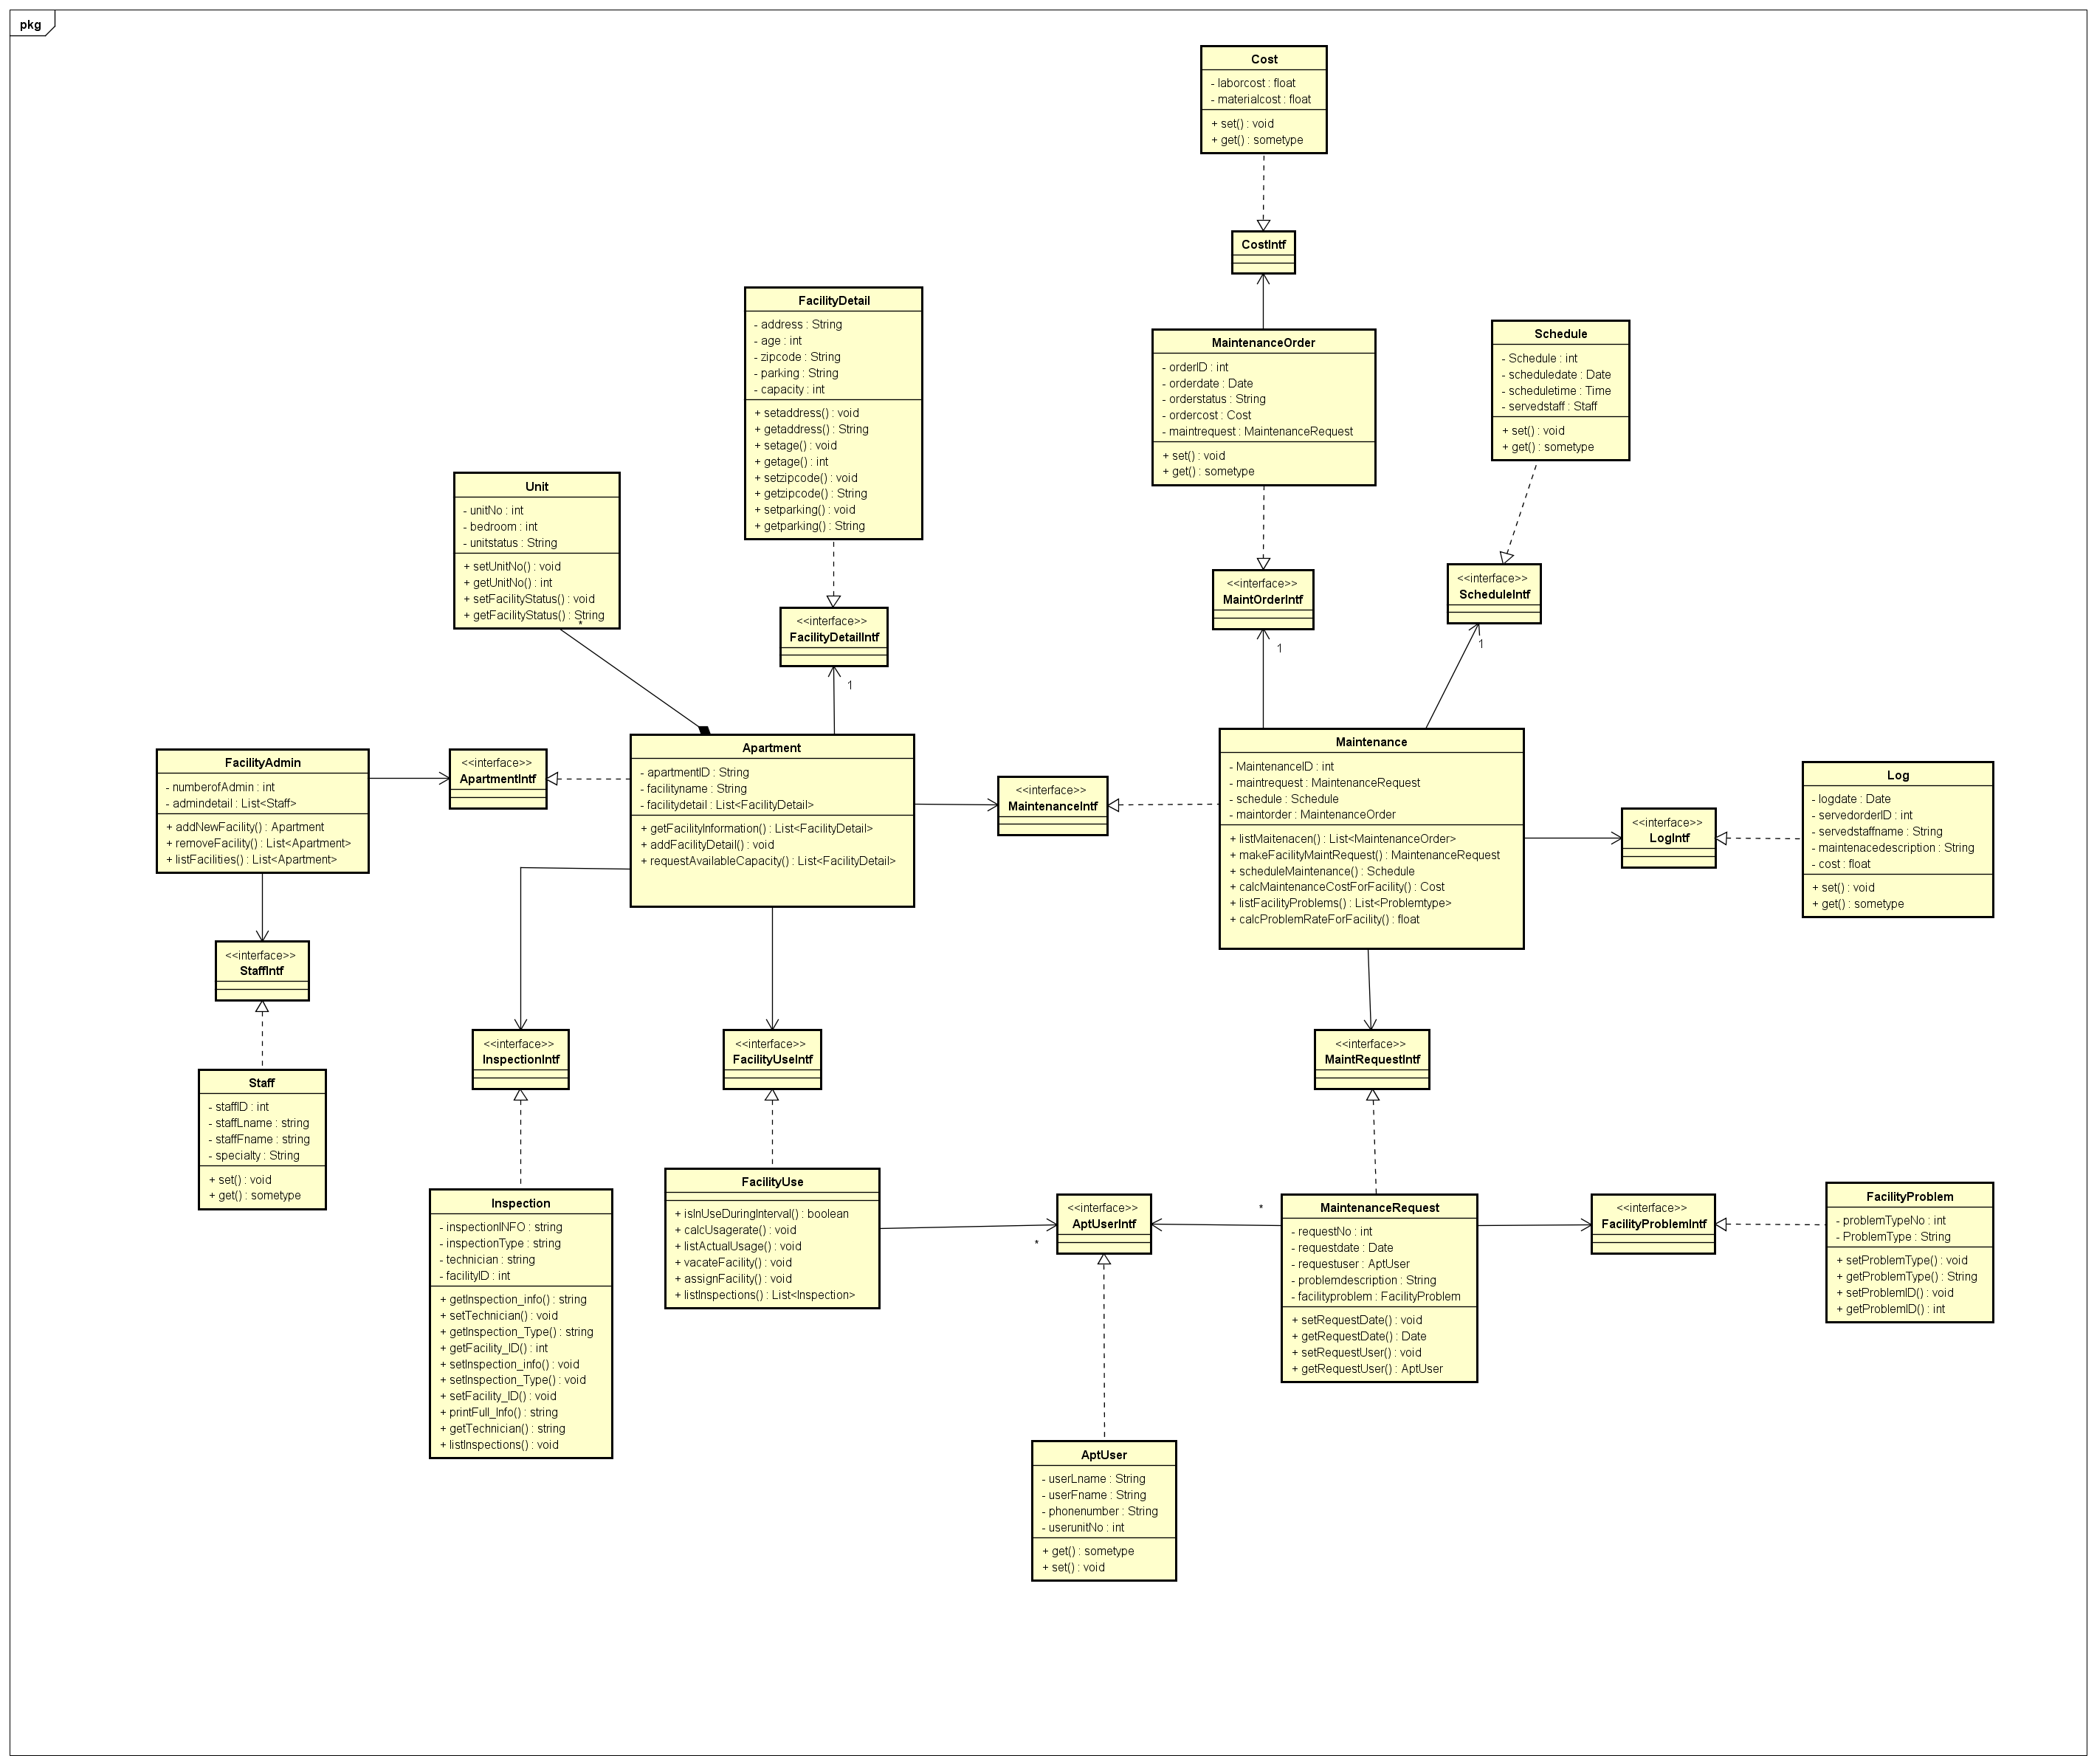 pkg
Cost
- laborcost : float
- materialcost : float
+ set() : void
+ get() : sometype
CostIntf
FacilityDetail
- address : String
- age : int
- zipcode : String
- parking : String
- capacity : int
+ setaddress() : void
+ getaddress() : String
+ setage() : void
+ getage() : int
+ setzipcode() : void
+ getzipcode() : String
+ setparking() : void
+ getparking() : String
MaintenanceOrder
- orderID : int
- orderdate : Date
- orderstatus : String
- ordercost : Cost
- maintrequest : MaintenanceRequest
+ set() : void
+ get() : sometype
Schedule
- Schedule : int
- scheduledate : Date
- scheduletime : Time
- servedstaff : Staff
+ set() : void
+ get() : sometype
Unit
- unitNo : int
- bedroom : int
- unitstatus : String
+ setUnitNo() : void
+ getUnitNo() : int
+ setFacilityStatus() : void
+ getFacilityStatus() : String
*
<<interface>>
FacilityDetailIntf
1
<<interface>>
MaintOrderIntf
1
<<interface>>
ScheduleIntf
1
FacilityAdmin
- numberofAdmin : int
- admindetail : List<Staff>
+ addNewFacility() : Apartment
+ removeFacility() : List<Apartment>
+ listFacilities() : List<Apartment>
<<interface>>
ApartmentIntf
Apartment
- apartmentID : String
- facilityname : String
- facilitydetail : List<FacilityDetail>
+ getFacilityInformation() : List<FacilityDetail>
+ addFacilityDetail() : void
+ requestAvailableCapacity() : List<FacilityDetail>
<<interface>>
MaintenanceIntf
Maintenance
- MaintenanceID : int
- maintrequest : MaintenanceRequest
- schedule : Schedule
- maintorder : MaintenanceOrder
+ listMaitenacen() : List<MaintenanceOrder>
+ makeFacilityMaintRequest() : MaintenanceRequest
+ scheduleMaintenance() : Schedule
+ calcMaintenanceCostForFacility() : Cost
+ listFacilityProblems() : List<Problemtype>
+ calcProblemRateForFacility() : float
<<interface>>
LogIntf
Log
- logdate : Date
- servedorderID : int
- servedstaffname : String
- maintenacedescription : String
- cost : float
+ set() : void
+ get() : sometype
<<interface>>
StaffIntf
Staff
- staffID : int
- staffLname : string
- staffFname : string
- specialty : String
+ set() : void
+ get() : sometype
<<interface>>
InspectionIntf
<<interface>>
FacilityUseIntf
<<interface>>
MaintRequestIntf
Inspection
- inspectionINFO : string
- inspectionType : string
- technician : string
- facilityID : int
+ getInspection_info() : string
+ setTechnician() : void
+ getInspection_Type() : string
+ getFacility_ID() : int
+ setInspection_info() : void
+ setInspection_Type() : void
+ setFacility_ID() : void
+ printFull_Info() : string
+ getTechnician() : string
+ listInspections() : void
FacilityUse
+ isInUseDuringInterval() : boolean
+ calcUsagerate() : void
+ listActualUsage() : void
+ vacateFacility() : void
+ assignFacility() : void
+ listInspections() : List<Inspection>
*
<<interface>>
AptUserIntf
*
MaintenanceRequest
- requestNo : int
- requestdate : Date
- requestuser : AptUser
- problemdescription : String
- facilityproblem : FacilityProblem
+ setRequestDate() : void
+ getRequestDate() : Date
+ setRequestUser() : void
+ getRequestUser() : AptUser
<<interface>>
FacilityProblemIntf
FacilityProblem
- problemTypeNo : int
- ProblemType : String
+ setProblemType() : void
+ getProblemType() : String
+ setProblemID() : void
+ getProblemID() : int
AptUser
- userLname : String
- userFname : String
- phonenumber : String
- userunitNo : int
+ get() : sometype
+ set() : void